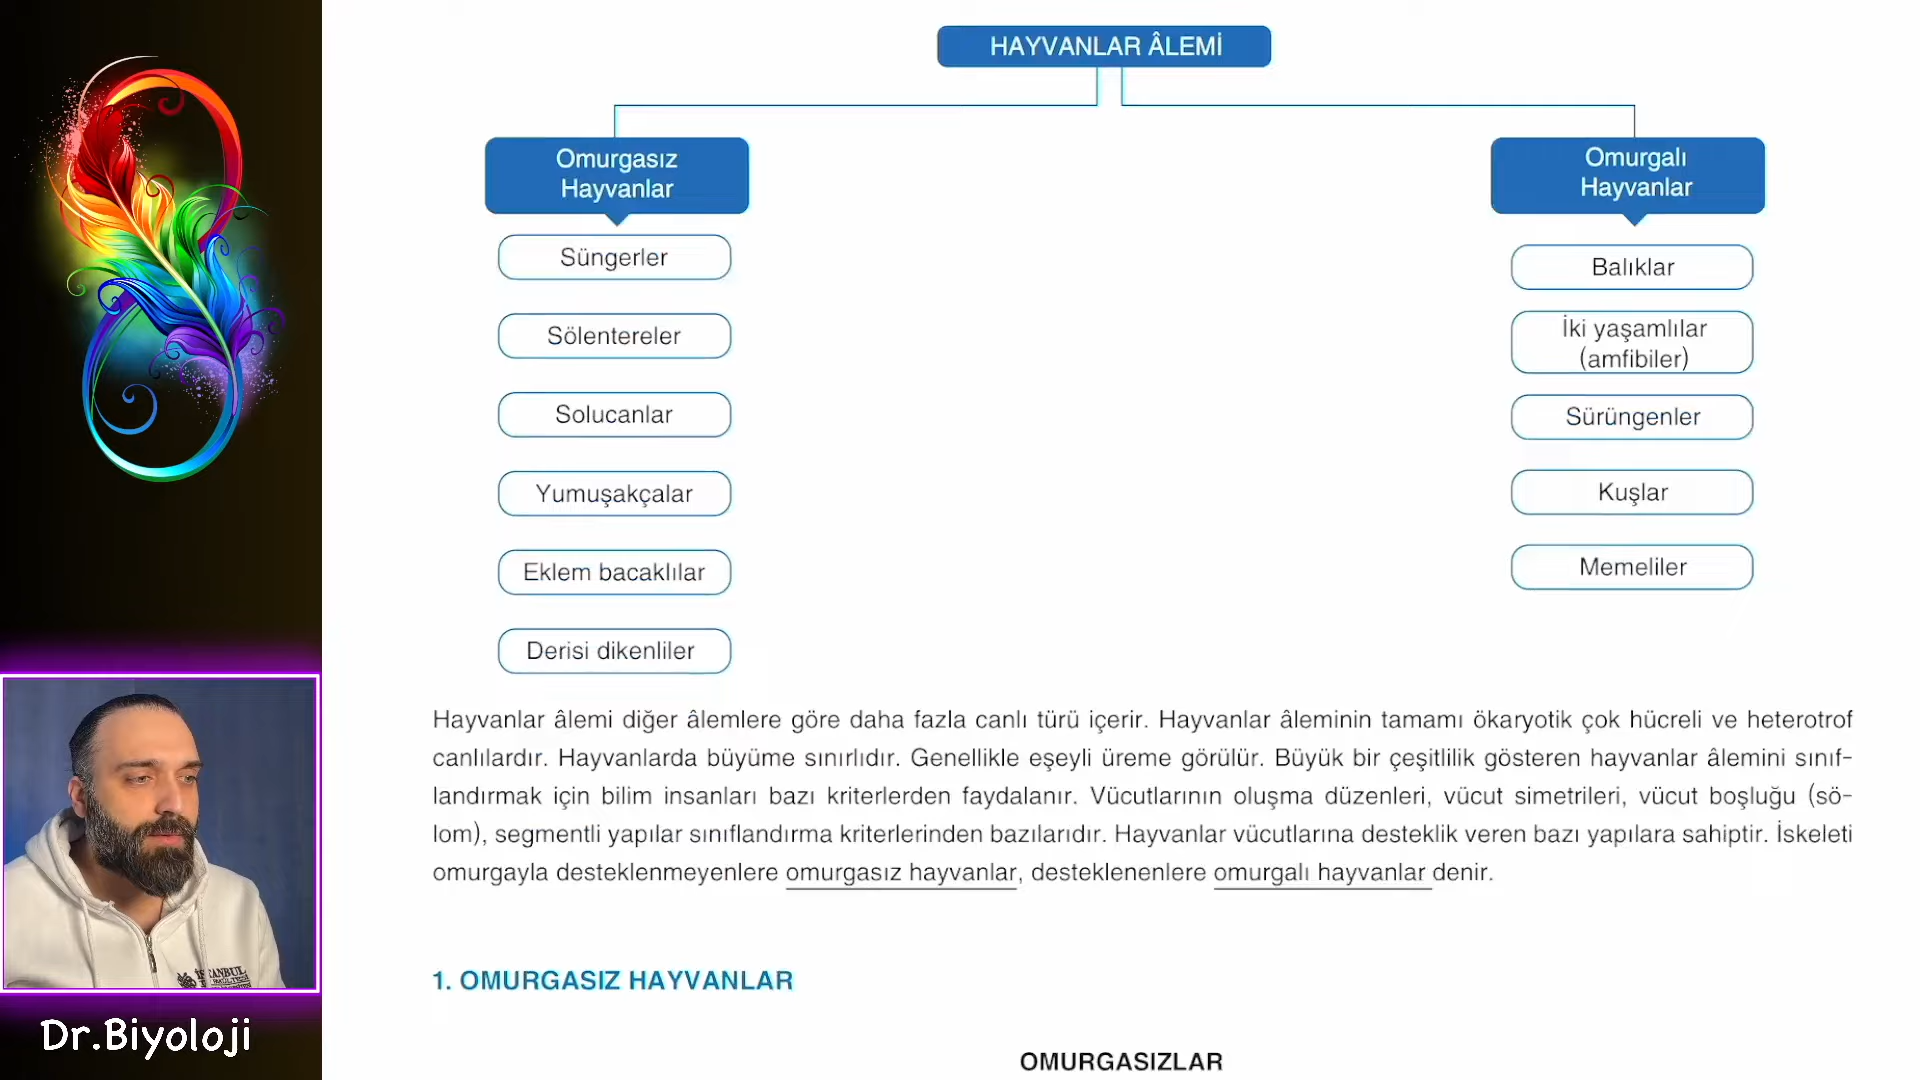 HAYVANLAR ÂLEMİ
Omurgasız
Hayvanlar
Omurgalı
Hayvanlar
Süngerler
Sölentereler
Solucanlar
Yumuşakçalar
Eklem bacaklılar
Derisi dikenliler
Balıklar
İki yaşamlılar
(amfibiler)
Sürüngenler
Kuşlar
Memeliler
Hayvanlar âlemi diğer âlemlere göre daha fazla canlı türü içerir. Hayvanlar âleminin tamamı ökaryotik çok hücreli ve heterotrof
canlılardır. Hayvanlarda büyüme sınırlıdır. Genellikle eşeyli üreme görülür. Büyük bir çeşitlilik gösteren hayvanlar âlemini sınıf-
landırmak için bilim insanları bazı kriterlerden faydalanır. Vücutlarının oluşma düzenleri, vücut simetrileri, vücut boşluğu (sö-
lom), segmentli yapılar sınıflandırma kriterlerinden bazılarıdır. Hayvanlar vücutlarına desteklik veren bazı yapılara sahiptir. İskeleti
omurgayla desteklenmeyenlere omurgasız hayvanlar, desteklenenlere omurgalı hayvanlar denir.
1. OMURGASIZ HAYVANLAR
OMURGASIZLAR
Dr.Biyoloji